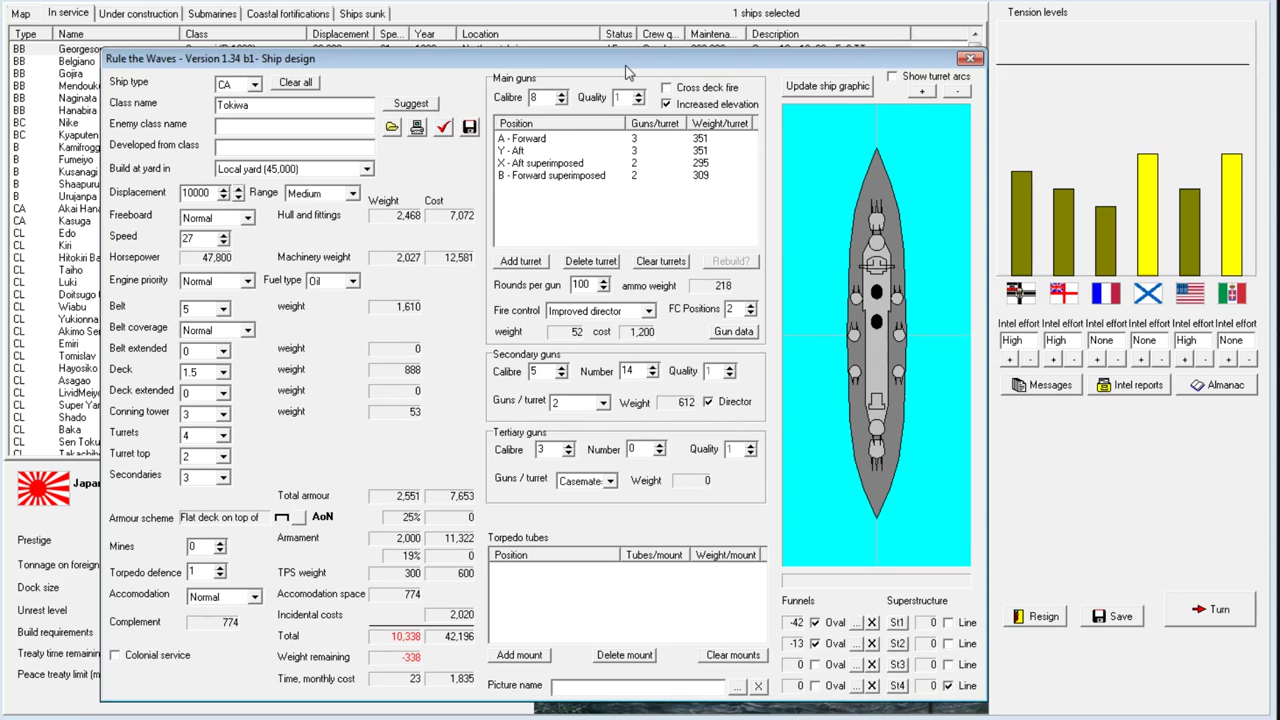 Map In service Under construction Submarines Coastal fortifications Ships sunk 1 ships selected Tension levels
Type Name Class Displacement Spe... Year Location Status Crew q... Maintena... Description
BB Georgeson
BB Belgiano
BB Gojira
BB Mendouk
BB Naginata
BB Hanabira
BC Nike
BC Kyaputen
BC Kamifrogg
B Fumeiyo
B Kusanagi
B Shaapuru
B Urujanpa
CA Akai Hana
CA Kasuga
CL Edo
CL Kiri
CL Hitokiri Ba
CL Taiho
CL Luki
CL Doitsugo
CL Wiabu
CL Yukionna
CL Akimo Se
CL Erimo
CL Tomislav
CL Hayosiko
CL Asagao
CL LividMeiyo
CL Super Yar
CL Shado
CL Baka
CL Sen Toku
CL Takachib
Rule the Waves - Version 1.34 b1- Ship design
Ship type CA Clear all
Class name Tokiwa Suggest
Enemy class name
Developed from class
Build at yard in Local yard (45,000)
Displacement 10000 Range Medium Weight Cost
Freeboard Normal Hull and fittings 2,468 7,072
Speed 27
Horsepower 47,800 Machinery weight 2,027 12,581
Engine priority Normal Fuel type Oil
Belt 5 weight 1,610
Belt coverage Normal
Belt extended 0 weight 0
Deck 1.5 weight 888
Deck extended 0 weight 0
Conning tower 3 weight 53
Turrets 4
Turret top 2
Secondaries 3
Total armour 2,551 7,653
Armour scheme Flat deck on top of AoN 25% 0
Mines 0 Armament 2,000 11,322
19% 0
Torpedo defence 1 TPS weight 300 600
Accomodation Normal Accomodation space 774
Incidental costs 2,020
Complement 774 Total 10,338 42,196
Colonial service Weight remaining -338
Time, monthly cost 23 1,835
Main guns
Calibre 8 Quality 1 Cross deck fire
Increased elevation
Position Guns/turret Weight/turret
A - Forward 3 351
Y - Aft 3 351
X - Aft superimposed 2 295
B - Forward superimposed 2 309
Add turret Delete turret Clear turrets Rebuild?
Rounds per gun 100 ammo weight 218
Fire control Improved director FC Positions 2
weight 52 cost 1,200 Gun data
Secondary guns
Calibre 5 Number 14 Quality 1
Guns / turret 2 Weight 612 Director
Tertiary guns
Calibre 3 Number 0 Quality 1
Guns / turret Casemate: Weight 0
Torpedo tubes
Position Tubes/mount Weight/mount
Add mount Delete mount Clear mounts
Picture name ... X
Update ship graphic Show turret arcs
+ -
Funnels Superstructure
-42 Oval ... X St1 0 Line
-13 Oval ... X St2 0 Line
0 Oval ... X St3 0 Line
0 Oval ... X St4 0 Line
Intel effort Intel effort Intel effort Intel effort Intel effort Intel effort
High High None None High None
+ - + - + - + - + - + -
Messages Intel reports Almanac
Resign Save Turn
Japa
Prestige
Tonnage on foreign
Dock size
Unrest level
Build requirements
Treaty time remainin
Peace treaty limit (m